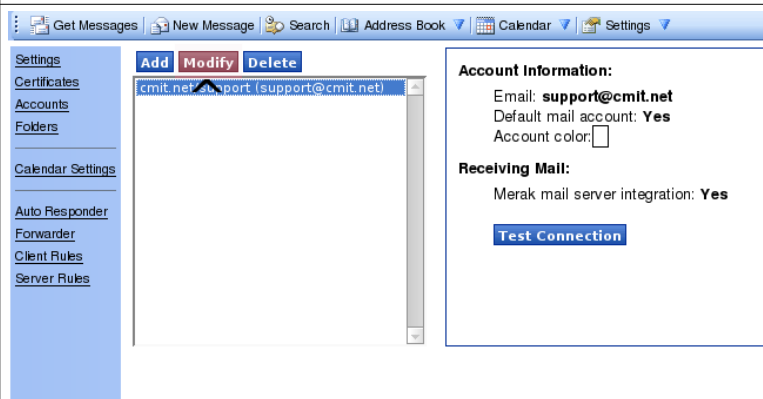 Get Messages New Message Search Address Book Calendar Settings
Settings
Certificates
Accounts
Folders
Calendar Settings
Auto Responder
Forwarder
Client Rules
Server Rules
Add Modify Delete
cmit.net support (support@cmit.net)
Account Information:
Email: support@cmit.net
Default mail account: Yes
Account color:
Receiving Mail:
Merak mail server integration: Yes
Test Connection